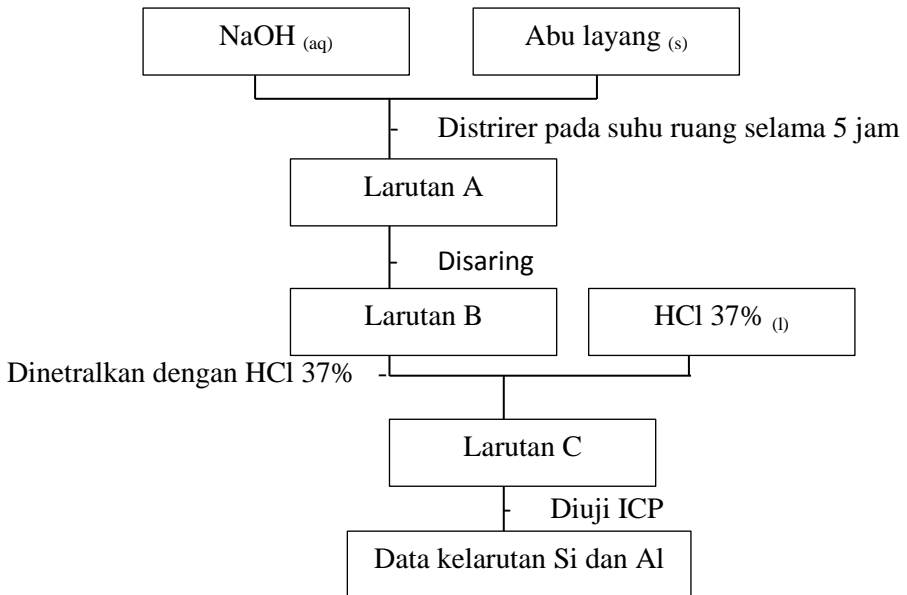 NaOH (aq)
Abu layang (s)
- Distrirer pada suhu ruang selama 5 jam
Larutan A
- Disaring
Larutan B
HCl 37% (l)
Dinetralkan dengan HCl 37% -
Larutan C
- Diuji ICP
Data kelarutan Si dan Al